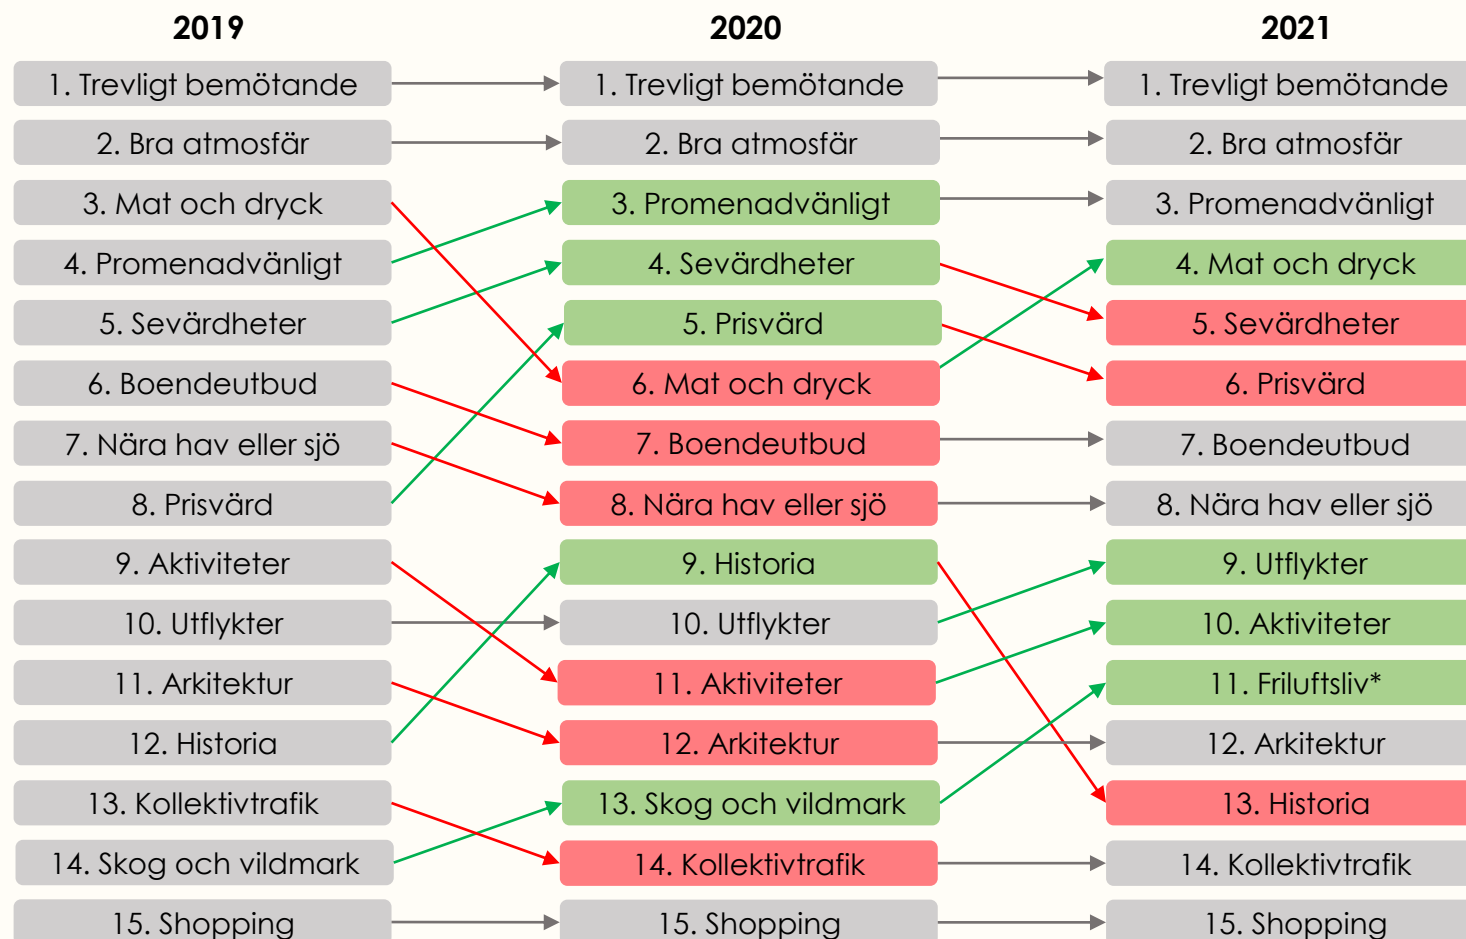 2019
2020
2021
1. Trevligt bemötande
1. Trevligt bemötande
1. Trevligt bemötande
2. Bra atmosfär
2. Bra atmosfär
2. Bra atmosfär
3. Mat och dryck
3. Promenadvänligt
3. Promenadvänligt
4. Promenadvänligt
4. Sevärdheter
4. Mat och dryck
5. Sevärdheter
5. Prisvärd
5. Sevärdheter
6. Boendeutbud
6. Mat och dryck
6. Prisvärd
7. Nära hav eller sjö
7. Boendeutbud
7. Boendeutbud
8. Prisvärd
8. Nära hav eller sjö
8. Nära hav eller sjö
9. Aktiviteter
9. Historia
9. Utflykter
10. Utflykter
10. Utflykter
10. Aktiviteter
11. Arkitektur
11. Aktiviteter
11. Friluftsliv*
12. Historia
12. Arkitektur
12. Arkitektur
13. Kollektivtrafik
13. Skog och vildmark
13. Historia
14. Skog och vildmark
14. Kollektivtrafik
14. Kollektivtrafik
15. Shopping
15. Shopping
15. Shopping